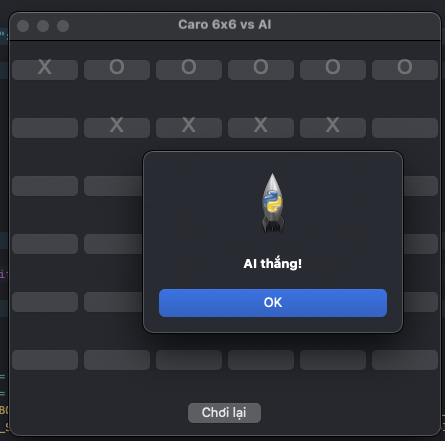 Caro 6x6 vs AI
X O O O O O
X X X X
AI thắng!
OK
Chơi lại